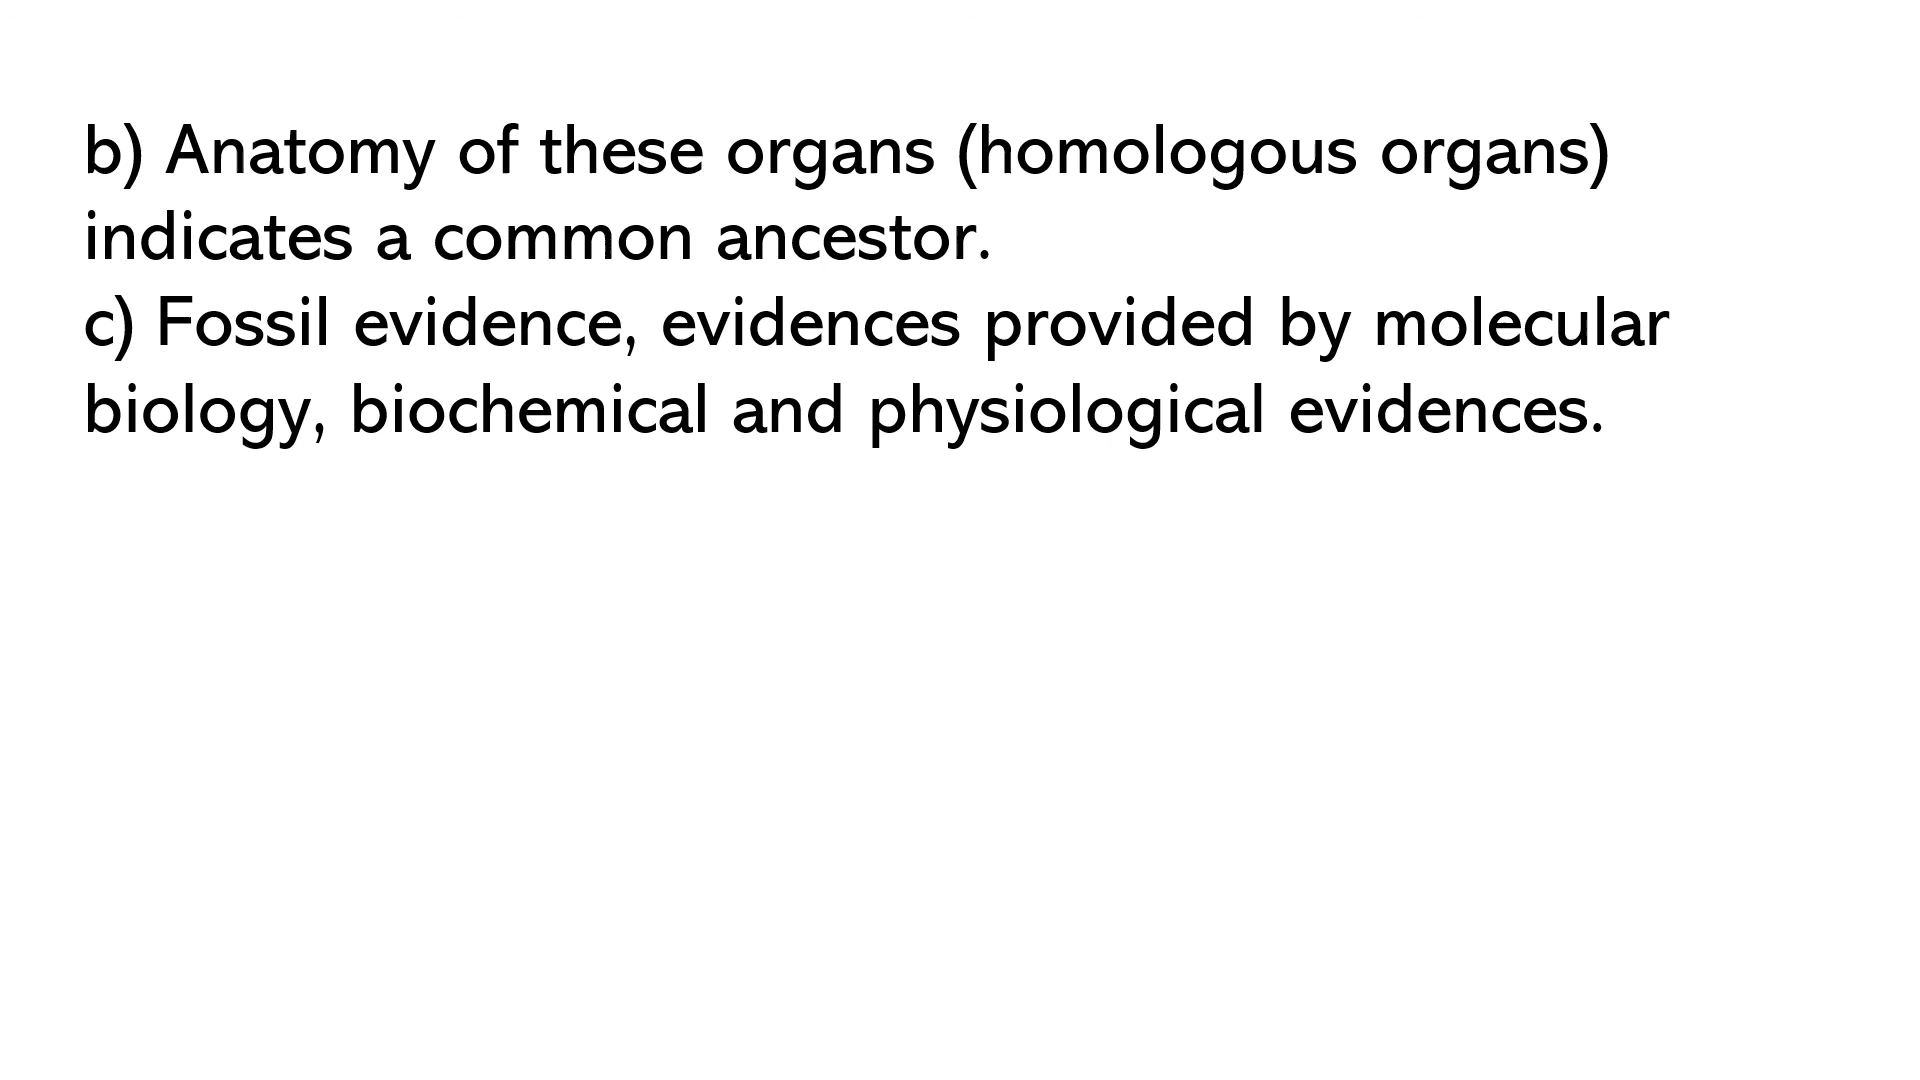 b) Anatomy of these organs (homologous organs)
indicates a common ancestor.
c) Fossil evidence, evidences provided by molecular
biology, biochemical and physiological evidences.